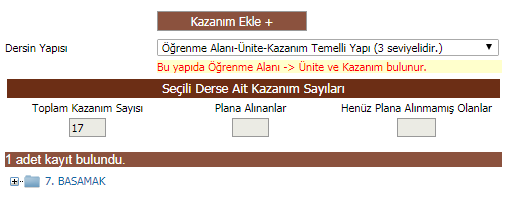 Kazanım Ekle +
Dersin Yapısı Öğrenme Alanı-Ünite-Kazanım Temelli Yapı (3 seviyelidir.)
Bu yapıda Öğrenme Alanı -> Ünite ve Kazanım bulunur.
Seçili Derse Ait Kazanım Sayıları
Toplam Kazanım Sayısı Plana Alınanlar Henüz Plana Alınmamış Olanlar
17
1 adet kayıt bulundu.
7. BASAMAK